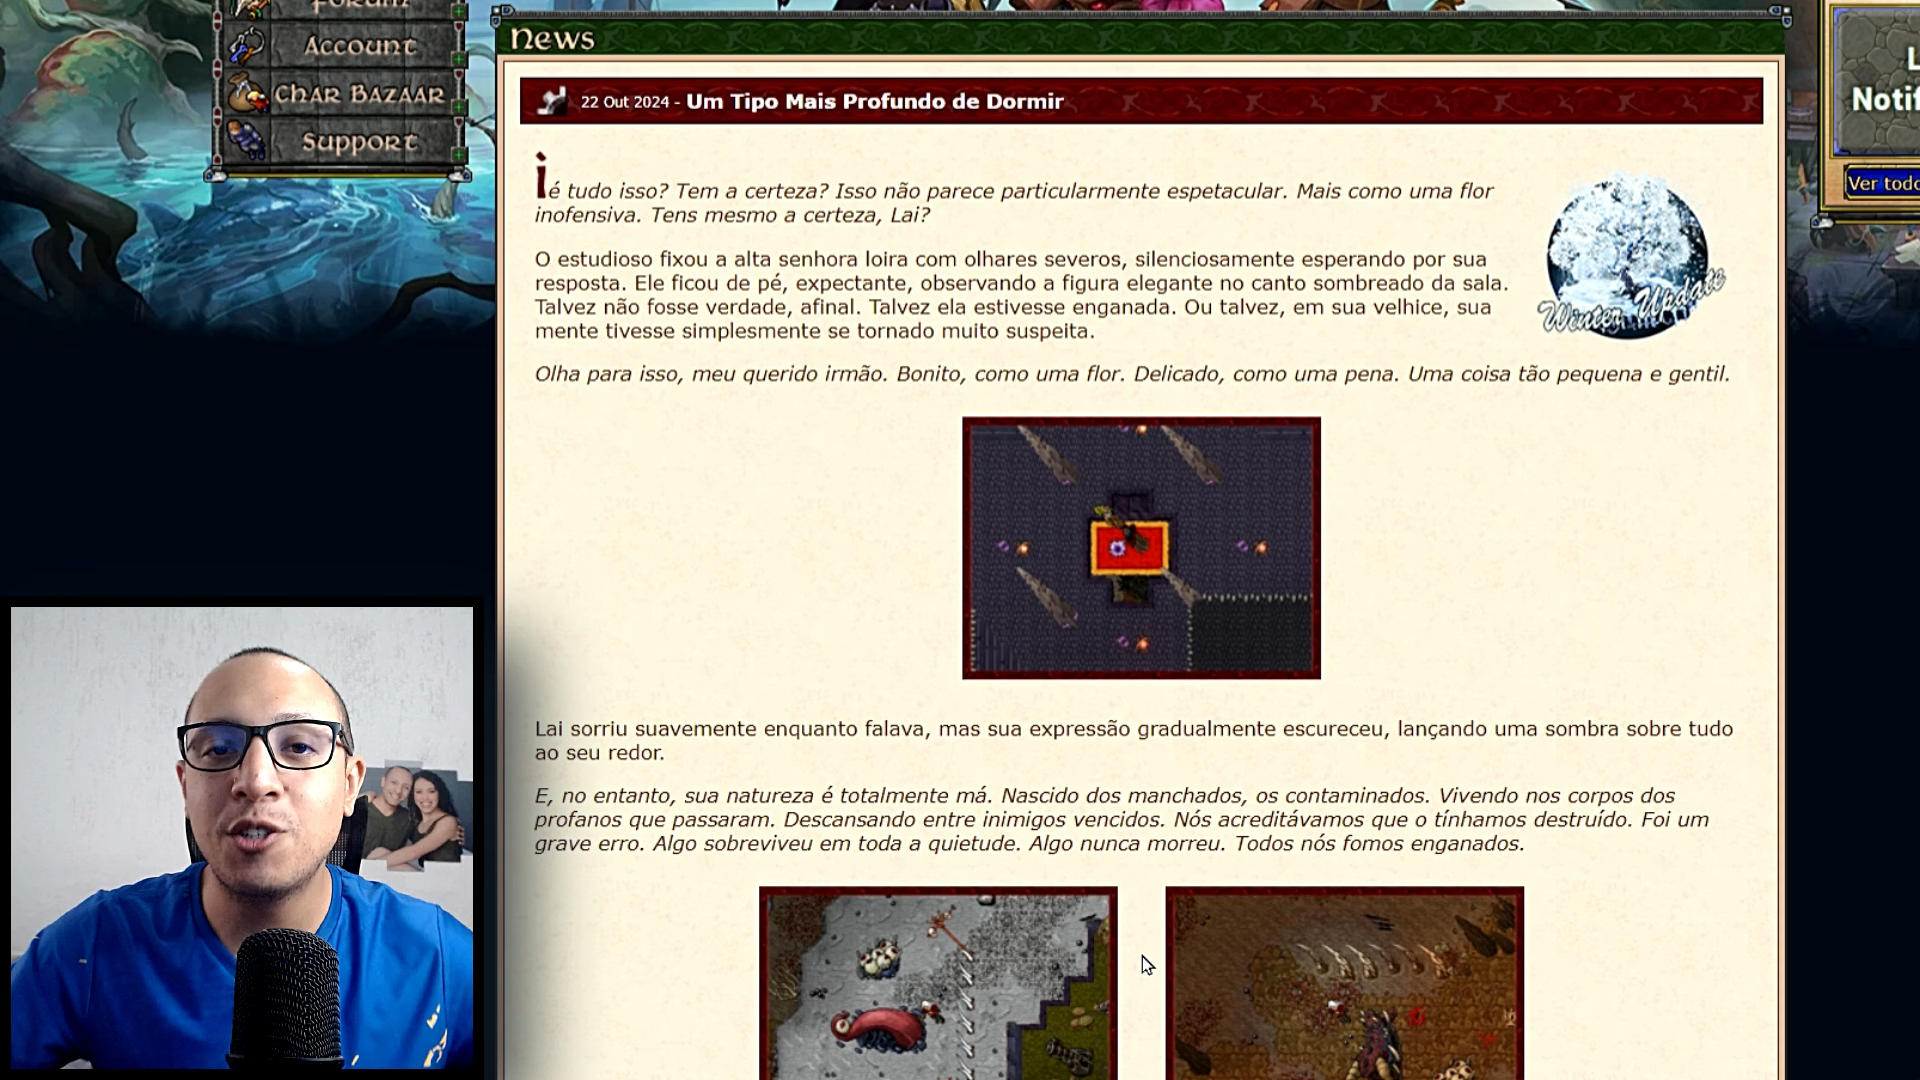 Forum
Account
Char Bazaar
Support
News
22 Out 2024 - Um Tipo Mais Profundo de Dormir
ié tudo isso? Tem a certeza? Isso não parece particularmente espetacular. Mais como uma flor
inofensiva. Tens mesmo a certeza, Lai?
O estudioso fixou a alta senhora loira com olhares severos, silenciosamente esperando por sua
resposta. Ele ficou de pé, expectante, observando a figura elegante no canto sombreado da sala.
Talvez não fosse verdade, afinal. Talvez ela estivesse enganada. Ou talvez, em sua velhice, sua
mente tivesse simplesmente se tornado muito suspeita.
Winter Update
Olha para isso, meu querido irmão. Bonito, como uma flor. Delicado, como uma pena. Uma coisa tão pequena e gentil.
Lai sorriu suavemente enquanto falava, mas sua expressão gradualmente escureceu, lançando uma sombra sobre tudo
ao seu redor.
E, no entanto, sua natureza é totalmente má. Nascido dos manchados, os contaminados. Vivendo nos corpos dos
profanos que passaram. Descansando entre inimigos vencidos. Nós acreditávamos que o tínhamos destruído. Foi um
grave erro. Algo sobreviveu em toda a quietude. Algo nunca morreu. Todos nós fomos enganados.
L
Notif
Ver todo